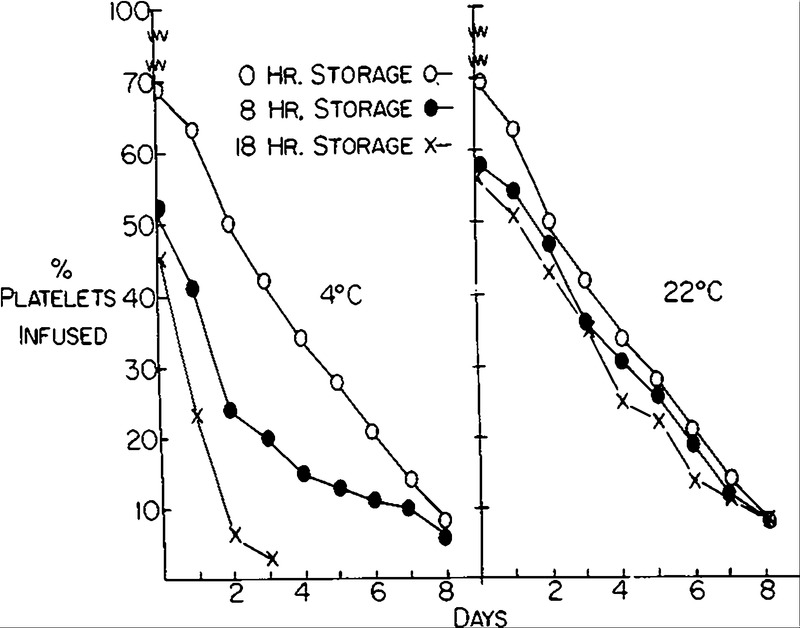 100
70
60
50
40
30
20
10
%
PLATELETS
INFUSED
0 HR. STORAGE
8 HR. STORAGE
18 HR. STORAGE
4°C
22°C
2 4 6 8
2 4 6 8
DAYS